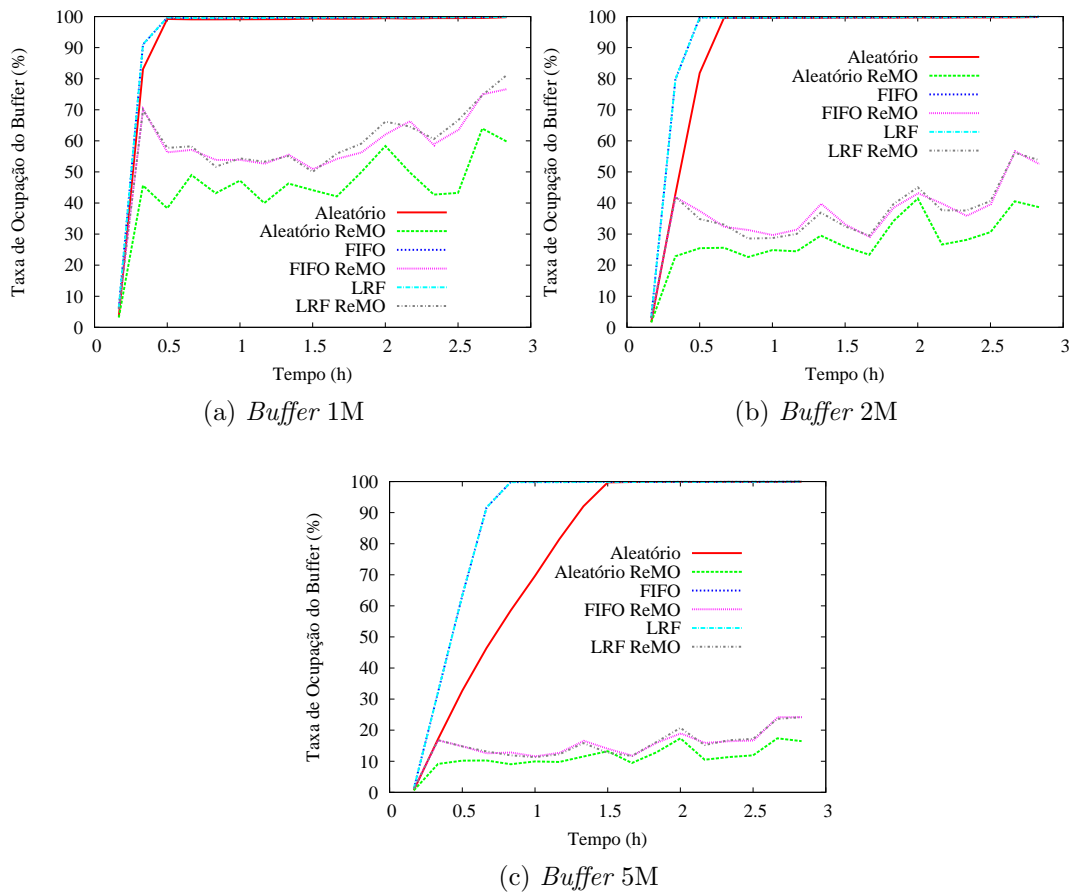 Taxa de Ocupação do Buffer (%)
100
90
80
70
60
50
40
30
20
10
0
Aleatório
Aleatório ReMO
FIFO
FIFO ReMO
LRF
LRF ReMO
0 0.5 1 1.5 2 2.5 3
Tempo (h)
(a) Buffer 1M
Taxa de Ocupação do Buffer (%)
100
90
80
70
60
50
40
30
20
10
0
Aleatório
Aleatório ReMO
FIFO
FIFO ReMO
LRF
LRF ReMO
0 0.5 1 1.5 2 2.5 3
Tempo (h)
(b) Buffer 2M
Taxa de Ocupação do Buffer (%)
100
90
80
70
60
50
40
30
20
10
0
Aleatório
Aleatório ReMO
FIFO
FIFO ReMO
LRF
LRF ReMO
0 0.5 1 1.5 2 2.5 3
Tempo (h)
(c) Buffer 5M